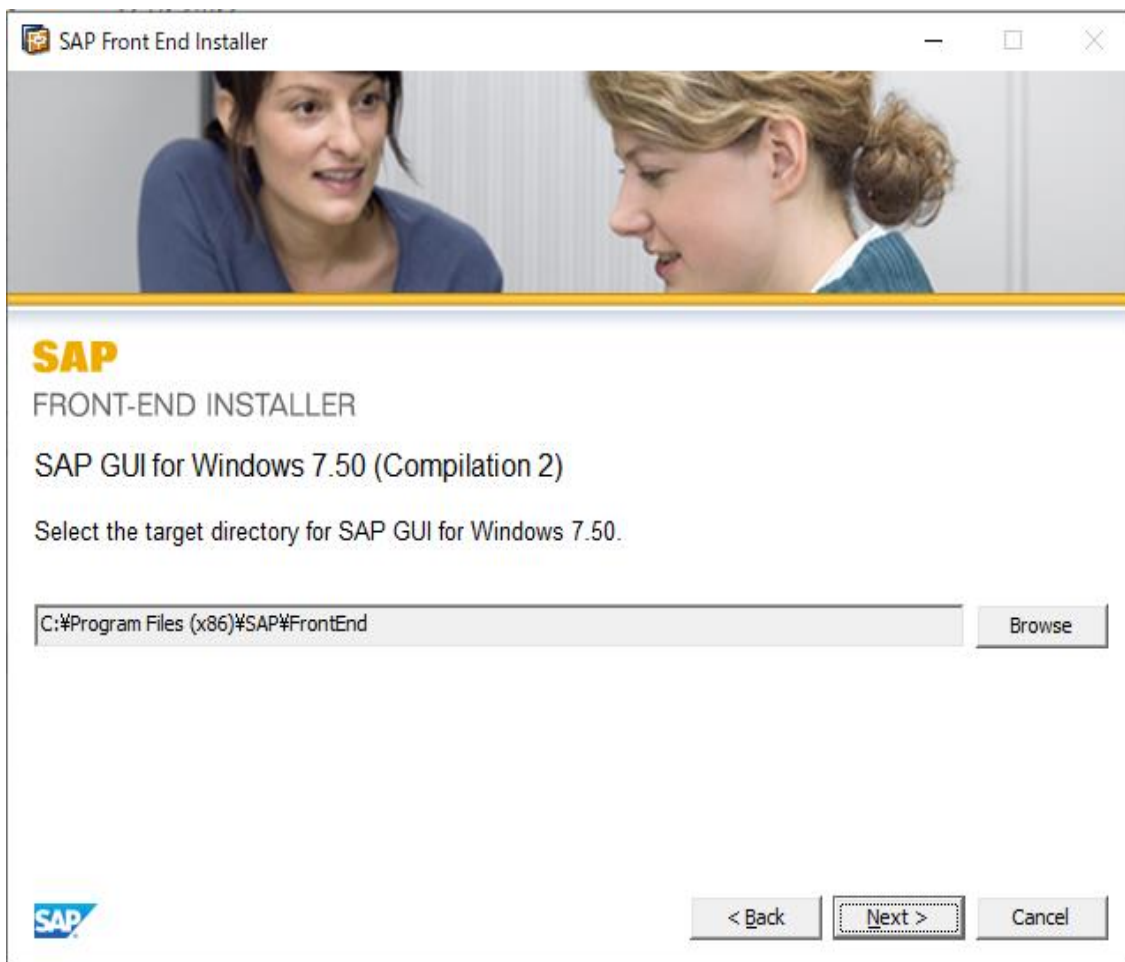 SAP Front End Installer
SAP
FRONT-END INSTALLER
SAP GUI for Windows 7.50 (Compilation 2)
Select the target directory for SAP GUI for Windows 7.50.
C:¥Program Files (x86)¥SAP¥FrontEnd
Browse
SAP
< Back
Next >
Cancel